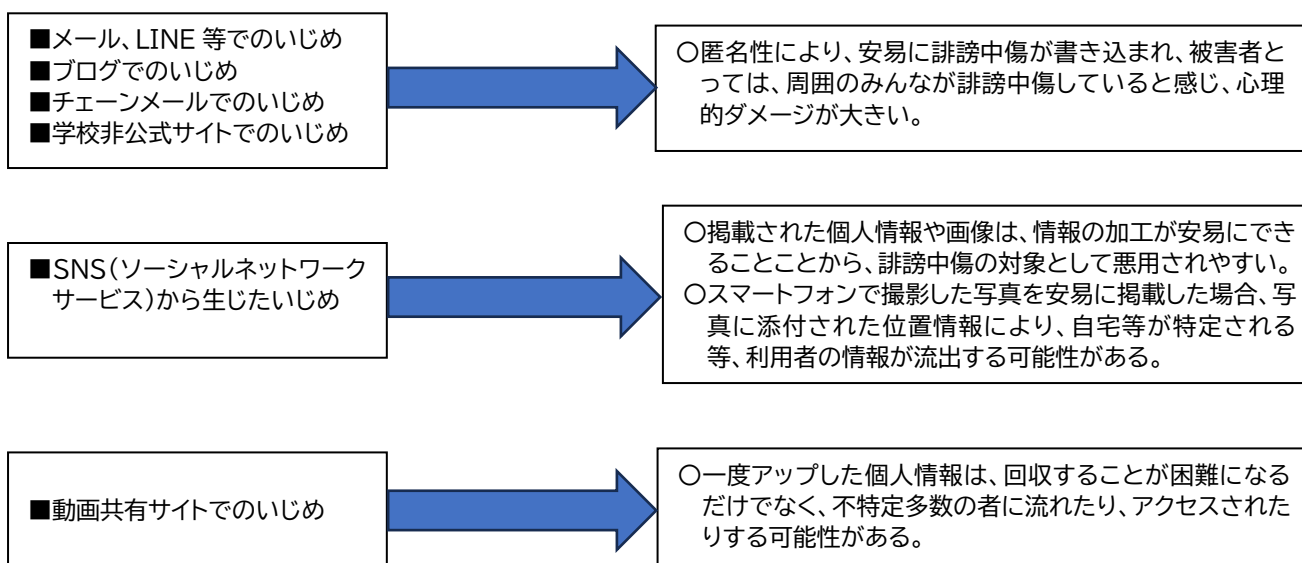 ■メール、LINE 等でのいじめ
■ブログでのいじめ
■チェーンメールでのいじめ
■学校非公式サイトでのいじめ
〇匿名性により、安易に誹謗中傷が書き込まれ、被害者と
っては、周囲のみんなが誹謗中傷していると感じ、心理
的ダメージが大きい。
■SNS(ソーシャルネットワーク
サービス)から生じたいじめ
〇掲載された個人情報や画像は、情報の加工が安易にでき
ることことから、誹謗中傷の対象として悪用されやすい。
〇スマートフォンで撮影した写真を安易に掲載した場合、写
真に添付された位置情報により、自宅等が特定される
等、利用者の情報が流出する可能性がある。
■動画共有サイトでのいじめ
〇一度アップした個人情報は、回収することが困難になる
だけでなく、不特定多数の者に流れたり、アクセスされた
りする可能性がある。